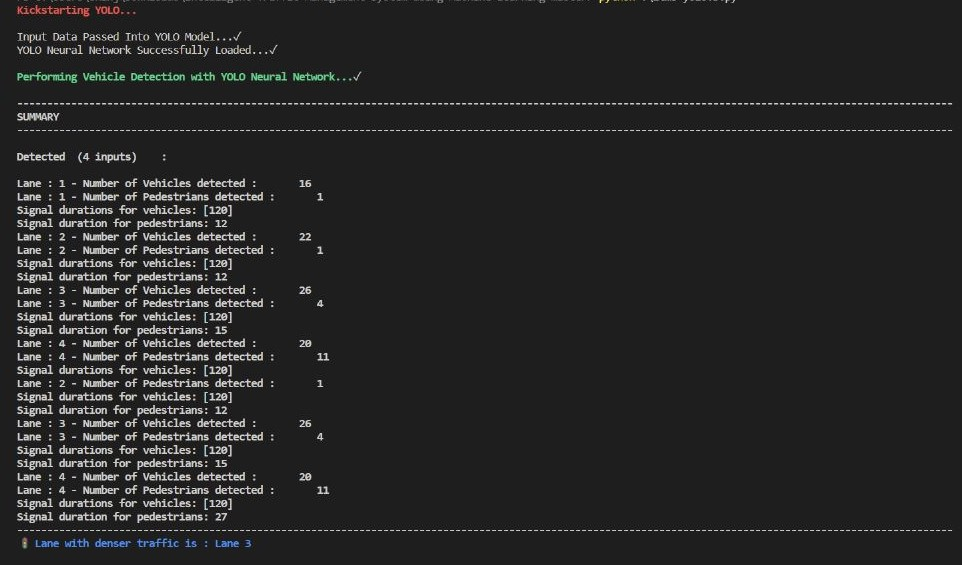 Kickstarting YOLO...
Input Data Passed Into YOLO Model...✓
YOLO Neural Network Successfully Loaded...✓
Performing Vehicle Detection with YOLO Neural Network...✓
SUMMARY
Detected  (4 inputs)    :
Lane : 1 - Number of Vehicles detected :       16
Lane : 1 - Number of Pedestrians detected :       1
Signal durations for vehicles: [120]
Signal duration for pedestrians: 12
Lane : 2 - Number of Vehicles detected :       22
Lane : 2 - Number of Pedestrians detected :       1
Signal durations for vehicles: [120]
Signal duration for pedestrians: 12
Lane : 3 - Number of Vehicles detected :       26
Lane : 3 - Number of Pedestrians detected :       4
Signal durations for vehicles: [120]
Signal duration for pedestrians: 15
Lane : 4 - Number of Vehicles detected :       20
Lane : 4 - Number of Pedestrians detected :       11
Signal durations for vehicles: [120]
Lane : 2 - Number of Pedestrians detected :       1
Signal durations for vehicles: [120]
Signal duration for pedestrians: 12
Lane : 3 - Number of Vehicles detected :       26
Lane : 3 - Number of Pedestrians detected :       4
Signal durations for vehicles: [120]
Signal duration for pedestrians: 15
Lane : 4 - Number of Vehicles detected :       20
Lane : 4 - Number of Pedestrians detected :       11
Signal durations for vehicles: [120]
Signal duration for pedestrians: 27
🚦 Lane with denser traffic is : Lane 3